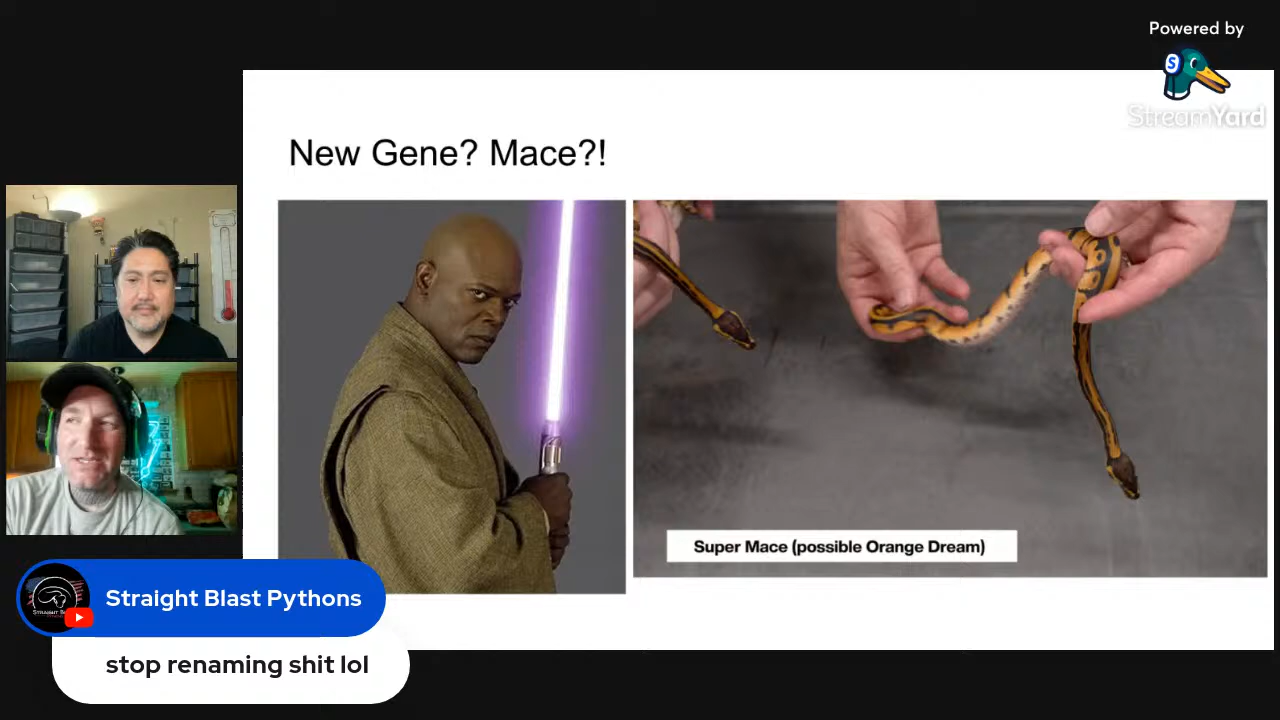 Powered by
StreamYard
New Gene? Mace?!
Super Mace (possible Orange Dream)
Straight Blast Pythons
stop renaming shit lol